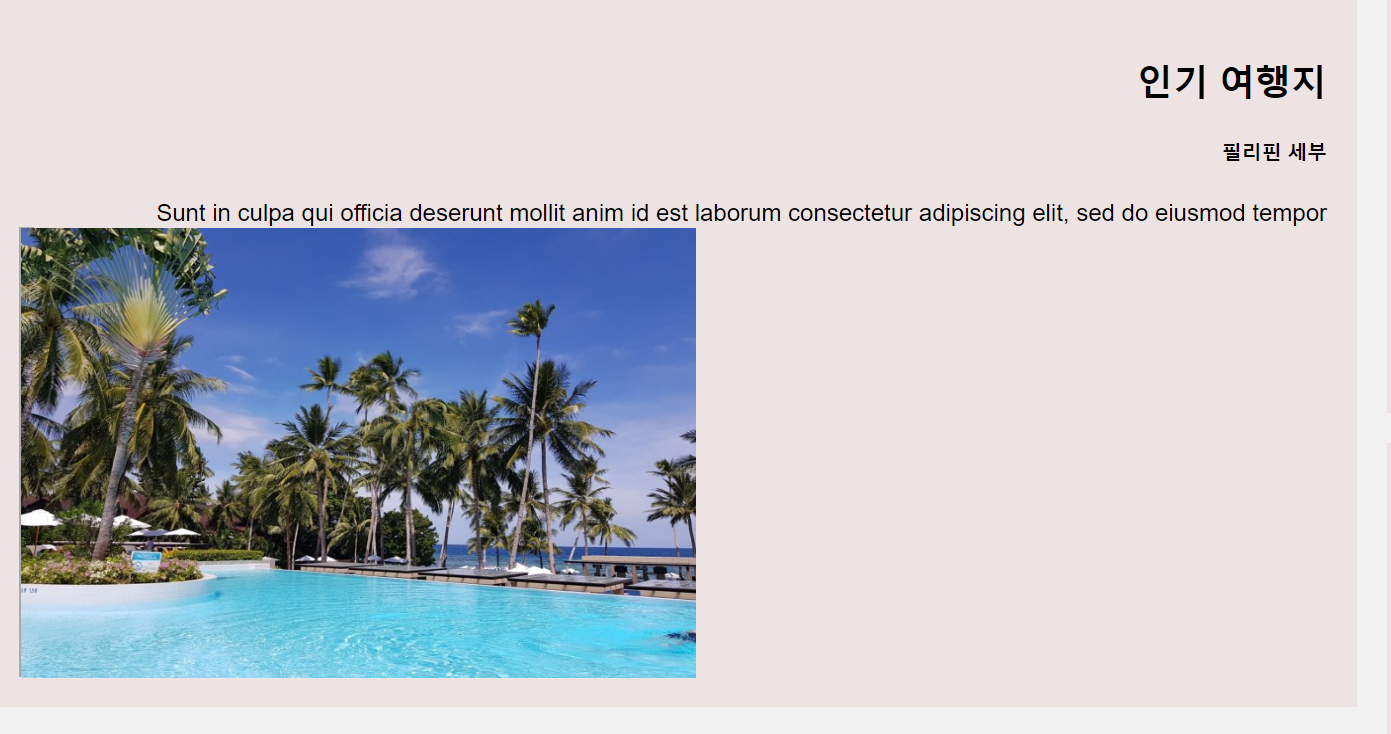 인기 여행지
필리핀 세부
Sunt in culpa qui officia deserunt mollit anim id est laborum consectetur adipiscing elit, sed do eiusmod tempor